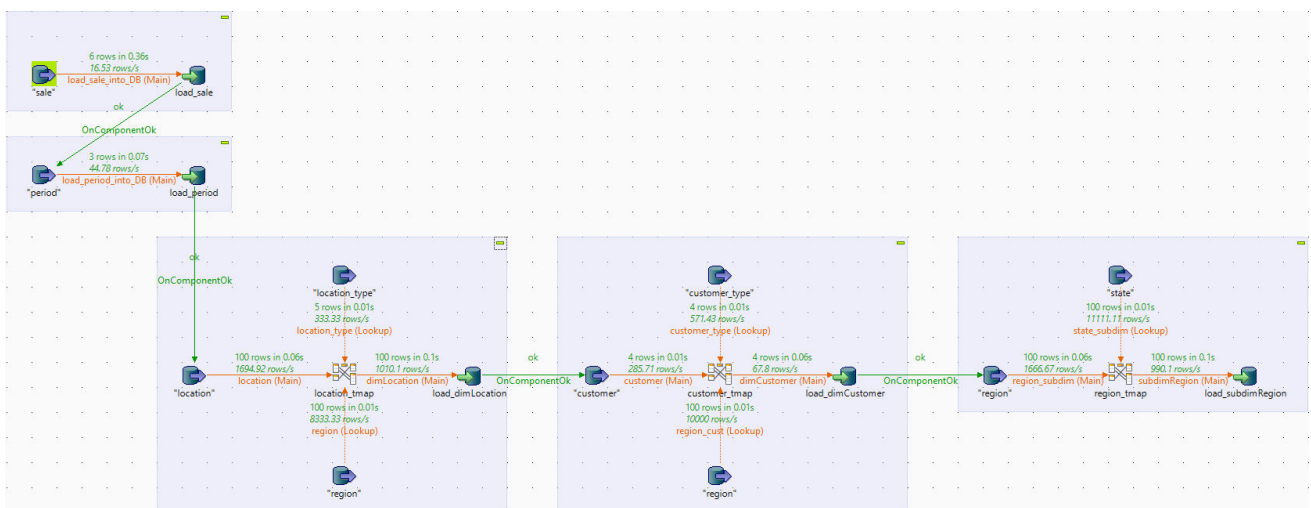 6 rows in 0.36s
16.53 rows/s
load_sale_into_DB (Main)
"sale"
load_sale
ok
OnComponentOk
3 rows in 0.07s
44.78 rows/s
load_period_into_DB (Main)
"period"
load_period
ok
OnComponentOk
"location_type"
5 rows in 0.01s
333.33 rows/s
location_type (Lookup)
100 rows in 0.06s
1694.92 rows/s
location (Main)
"location"
location_tmap
100 rows in 0.1s
1010.1 rows/s
dimLocation (Main)
load_dimLocation
100 rows in 0.01s
8333.33 rows/s
region (Lookup)
"region"
ok
OnComponentOk
"customer_type"
4 rows in 0.01s
571.43 rows/s
customer_type (Lookup)
4 rows in 0.01s
285.71 rows/s
customer (Main)
"customer"
customer_tmap
4 rows in 0.06s
67.8 rows/s
dimCustomer (Main)
load_dimCustomer
100 rows in 0.01s
10000 rows/s
region_cust (Lookup)
"region"
ok
OnComponentOk
"state"
100 rows in 0.01s
11111.11 rows/s
state_subdim (Lookup)
100 rows in 0.06s
1666.67 rows/s
region_subdim (Main)
"region"
region_tmap
100 rows in 0.1s
990.1 rows/s
subdimRegion (Main)
load_subdimRegion